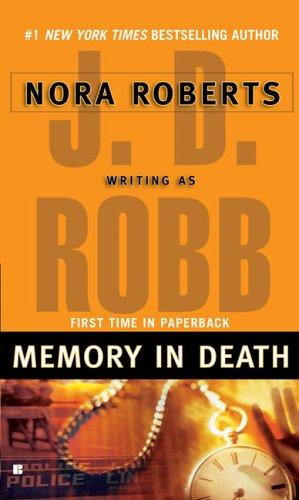 #1 NEW YORK TIMES BESTSELLING AUTHOR
NORA ROBERTS
J. D.
WRITING AS
ROBB
FIRST TIME IN PAPERBACK
MEMORY IN DEATH
POLICE LINE